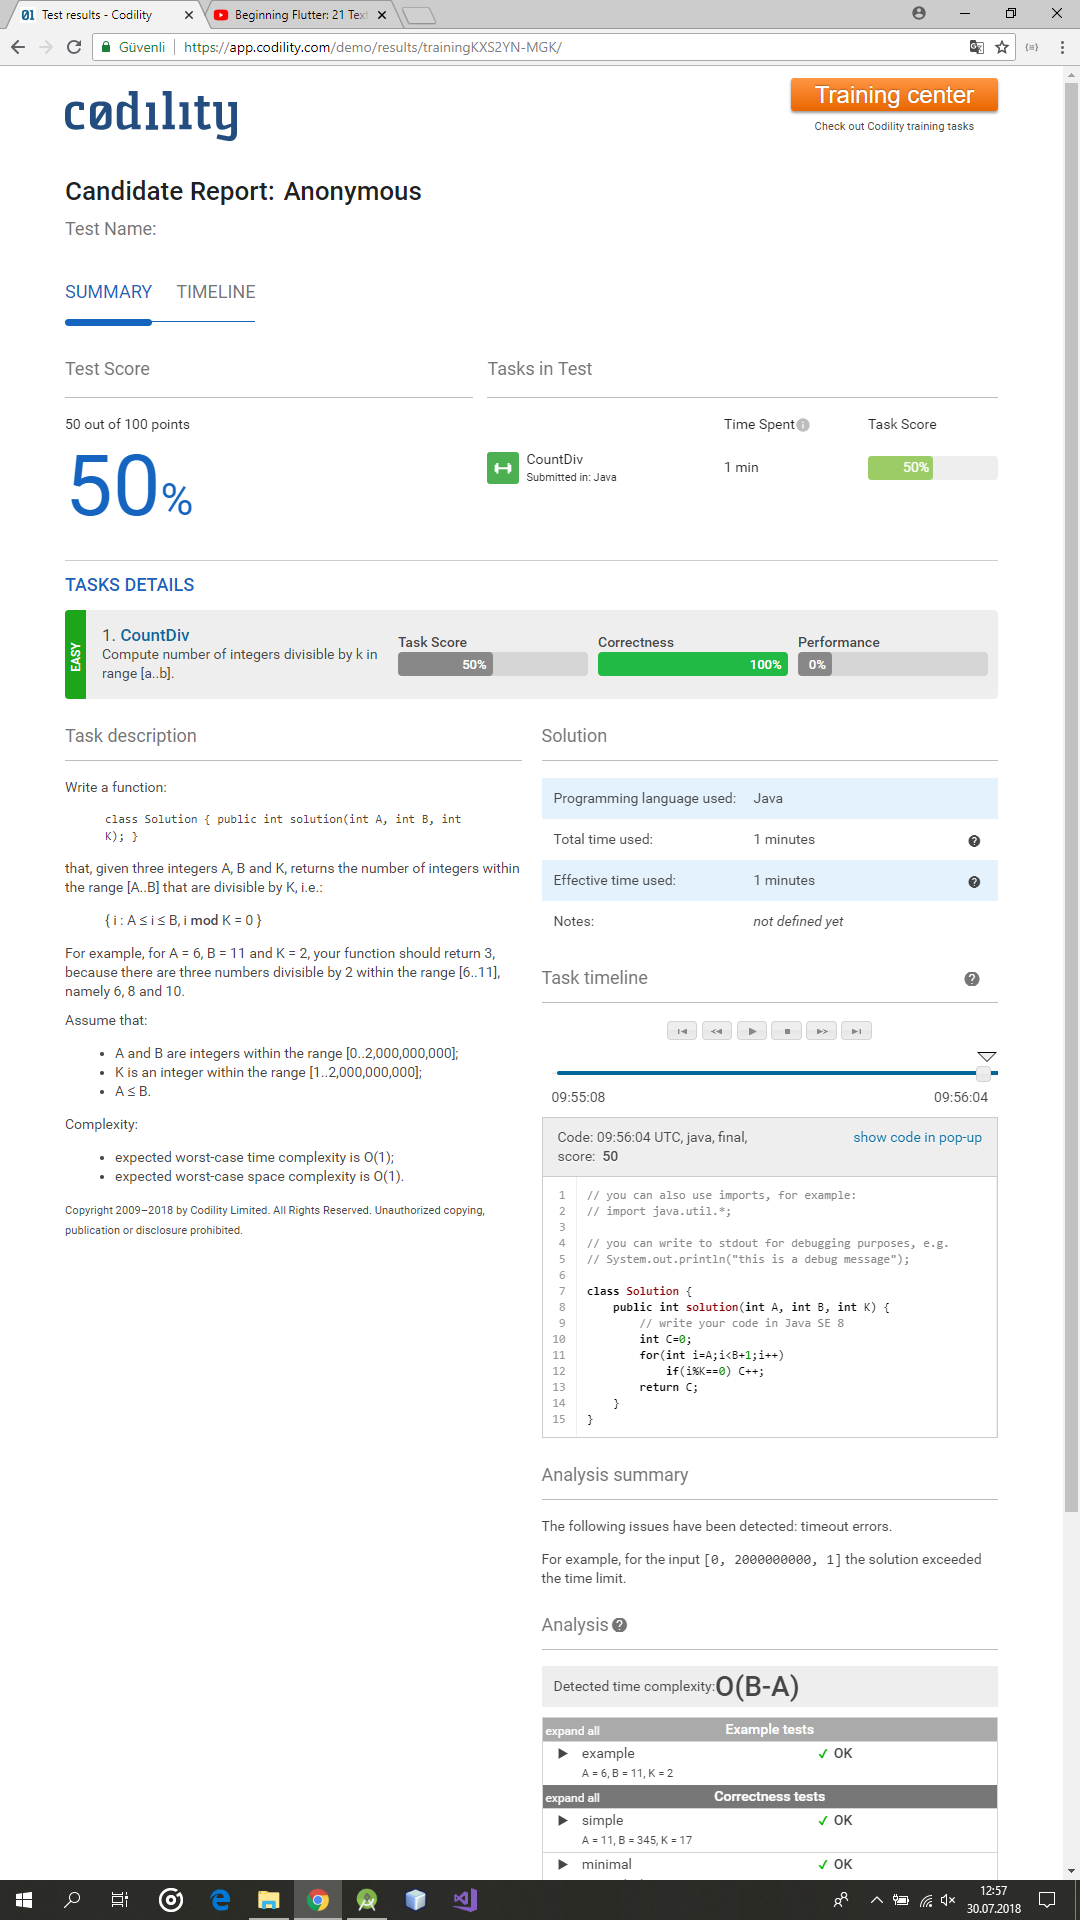 Test results - Codility
Beginning Flutter: 21 Text
Güvenli
https://app.codility.com/demo/results/trainingKXS2YN-MGK/
codility
Training center
Check out Codility training tasks
Candidate Report: Anonymous
Test Name:
SUMMARY TIMELINE
Test Score
50 out of 100 points
50%
Tasks in Test
Time Spent
Task Score
CountDiv
Submitted in: Java
1 min
50%
TASKS DETAILS
EASY
1. CountDiv
Compute number of integers divisible by k in
range [a..b].
Task Score
50%
Correctness
100%
Performance
0%
Task description
Write a function:
class Solution { public int solution(int A, int B, int
K); }
that, given three integers A, B and K, returns the number of integers within
the range [A..B] that are divisible by K, i.e.:
{ i : A ≤ i ≤ B, i mod K = 0 }
For example, for A = 6, B = 11 and K = 2, your function should return 3,
because there are three numbers divisible by 2 within the range [6..11],
namely 6, 8 and 10.
Assume that:
• A and B are integers within the range [0..2,000,000,000];
• K is an integer within the range [1..2,000,000,000];
• A ≤ B.
Complexity:
• expected worst-case time complexity is O(1);
• expected worst-case space complexity is O(1).
Copyright 2009–2018 by Codility Limited. All Rights Reserved. Unauthorized copying,
publication or disclosure prohibited.
Solution
Programming language used: Java
Total time used: 1 minutes
Effective time used: 1 minutes
Notes: not defined yet
Task timeline
09:55:08
09:56:04
Code: 09:56:04 UTC, java, final,
score: 50
show code in pop-up
1 // you can also use imports, for example:
2 // import java.util.*;
3
4 // you can write to stdout for debugging purposes, e.g.
5 // System.out.println("this is a debug message");
6
7 class Solution {
8 public int solution(int A, int B, int K) {
9 // write your code in Java SE 8
10 int C=0;
11 for(int i=A;i<B+1;i++)
12 if(i%K==0) C++;
13 return C;
14 }
15 }
Analysis summary
The following issues have been detected: timeout errors.
For example, for the input [0, 2000000000, 1] the solution exceeded
the time limit.
Analysis
Detected time complexity: O(B-A)
expand all Example tests
example ✓ OK
A = 6, B = 11, K = 2
expand all Correctness tests
simple ✓ OK
A = 11, B = 345, K = 17
minimal ✓ OK
12:57
30.07.2018